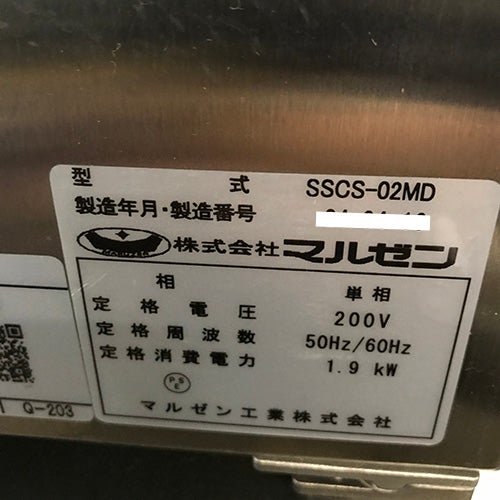 型式 SSCS-02MD
製造年月・製造番号
MARUZEN 株式会社 マルゼン
相 単相
定格電圧 200V
定格周波数 50Hz/60Hz
定格消費電力 1.9 kW
PSE
マルゼン工業株式会社
Q-203